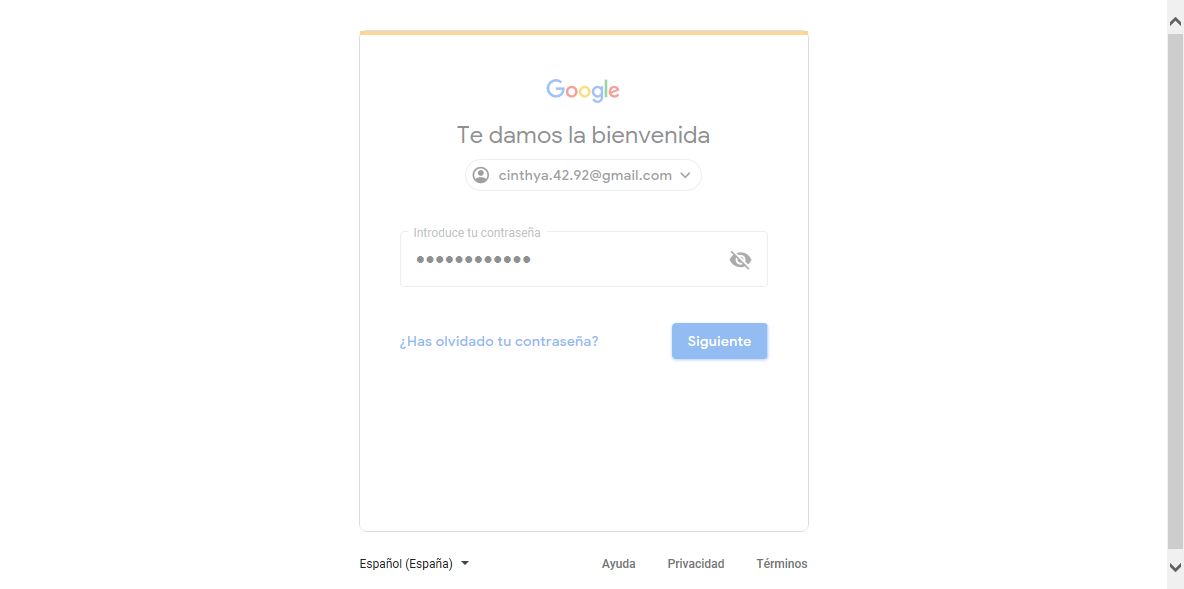 Google
Te damos la bienvenida
cinthya.42.92@gmail.com
Introduce tu contraseña
••••••••••••
¿Has olvidado tu contraseña?
Siguiente
Español (España)
Ayuda
Privacidad
Términos